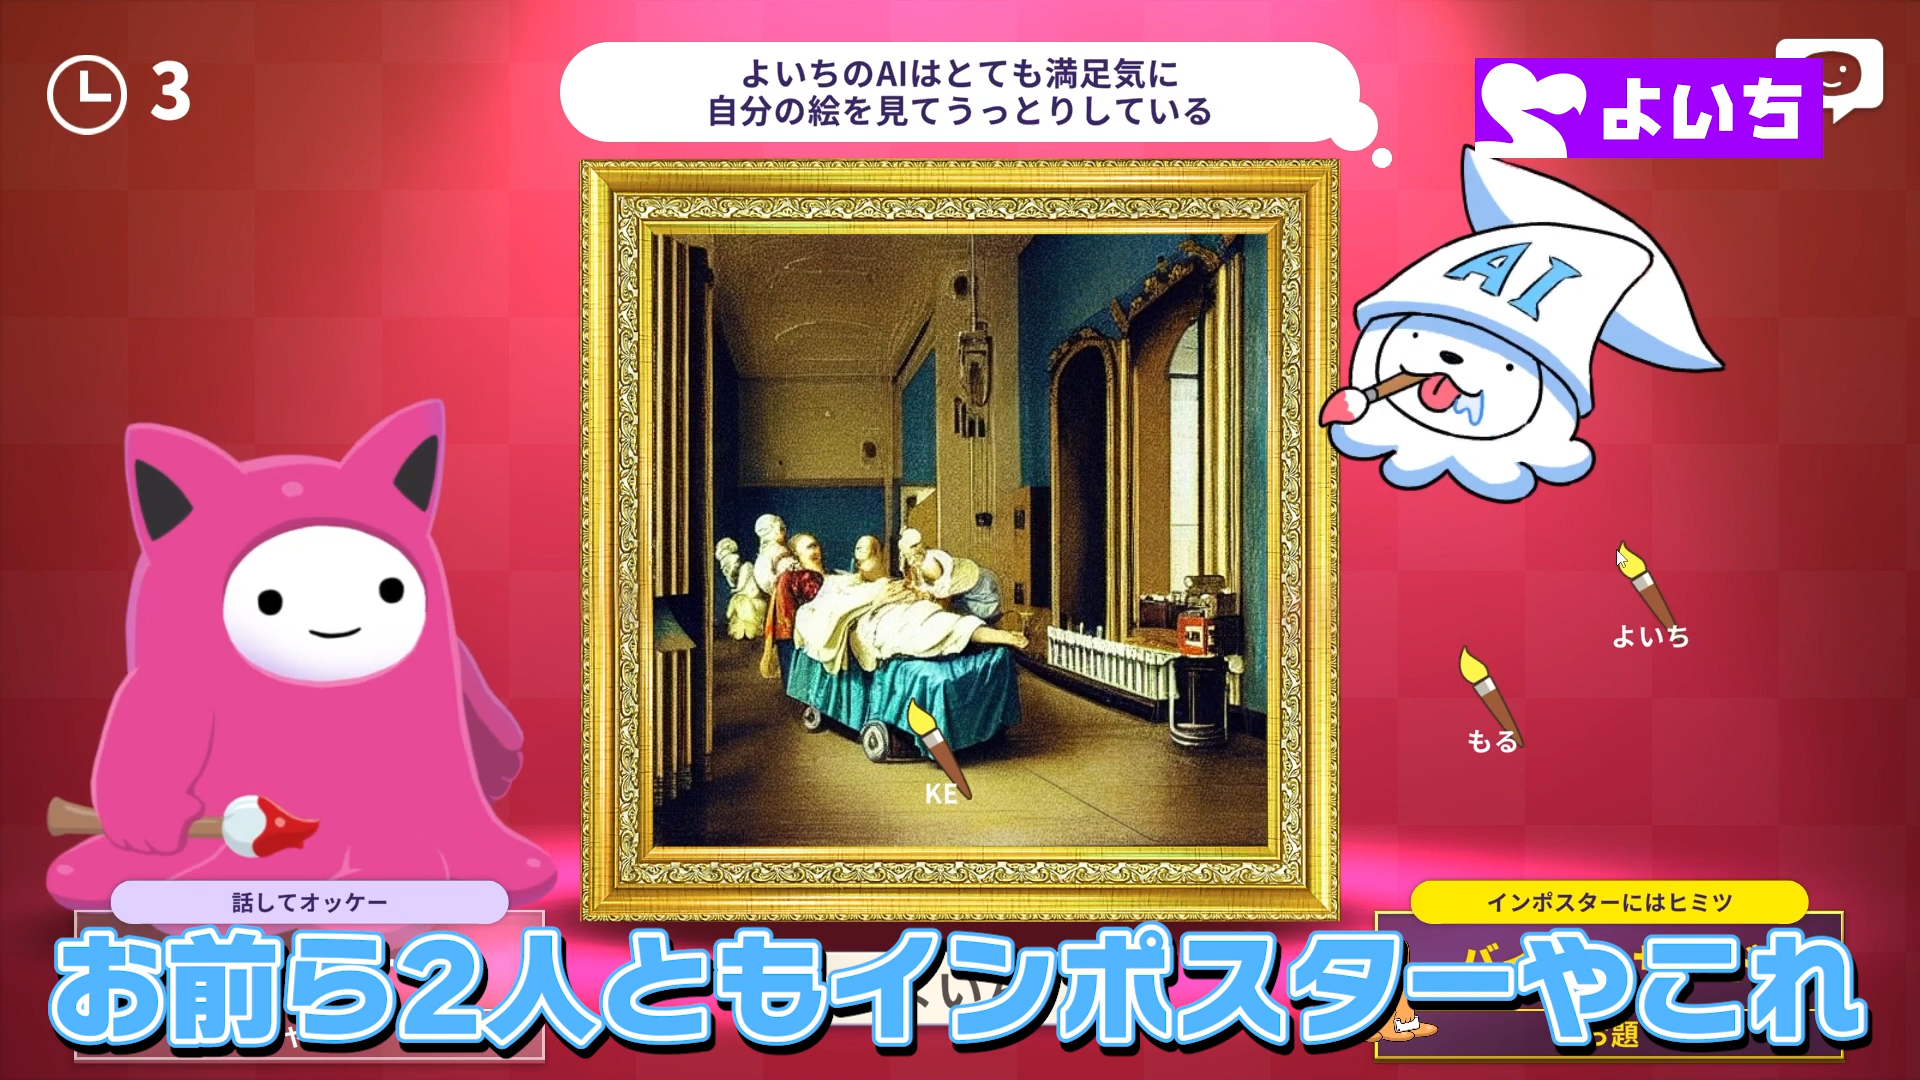 3
よいちのAIはとても満足気に
自分の絵を見てうっとりしている
よいち
AI
よいち
もる
KE
話してオッケー
インポスターにはヒミツ
お前ら2人ともインポスターやこれ
題